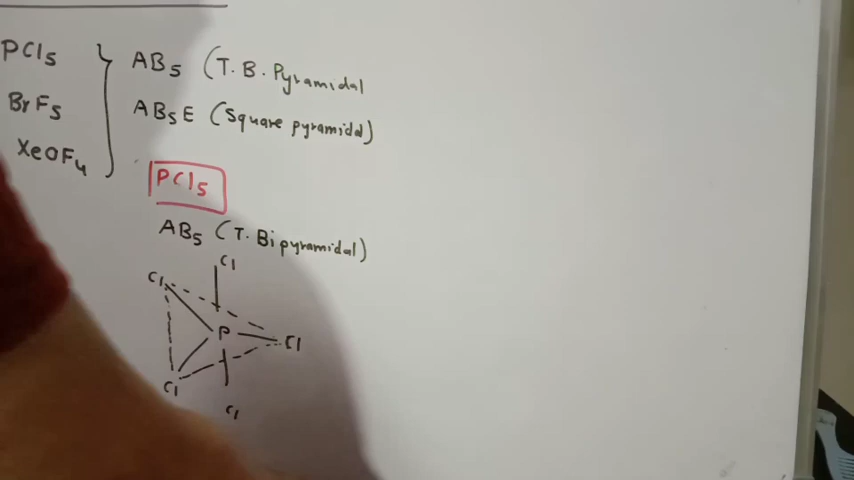 PCl5
BrF5
XeOF4
AB5 (T.B.Pyramidal
AB5E (Square pyramidal)
PCl5
AB5 (T.Bipyramidal)
Cl
Cl
P
Cl
Cl
Cl